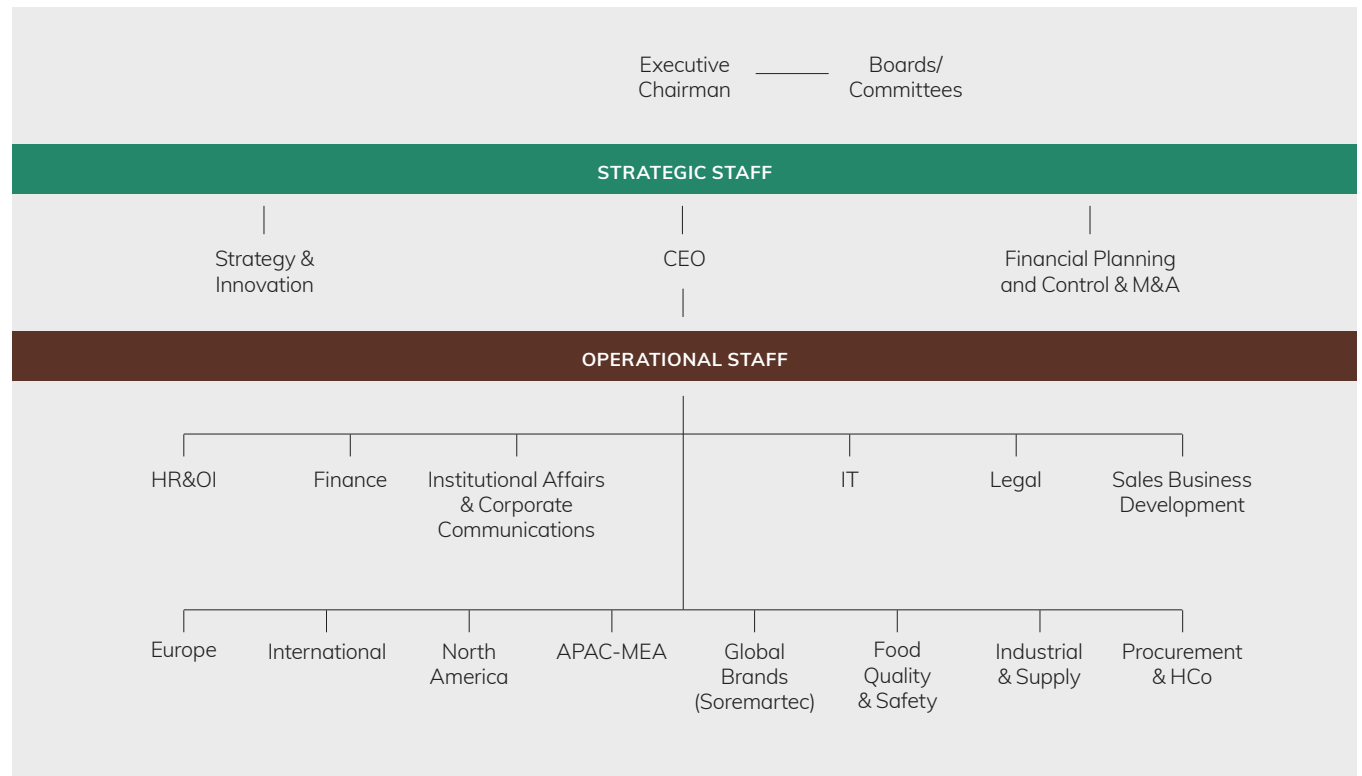 Executive
Chairman
Boards/
Committees
STRATEGIC STAFF
Strategy &
Innovation
CEO
Financial Planning
and Control & M&A
OPERATIONAL STAFF
HR&OI
Finance
Institutional Affairs
& Corporate
Communications
IT
Legal
Sales Business
Development
Europe
International
North
America
APAC-MEA
Global
Brands
(Soremartec)
Food
Quality
& Safety
Industrial
& Supply
Procurement
& HCo